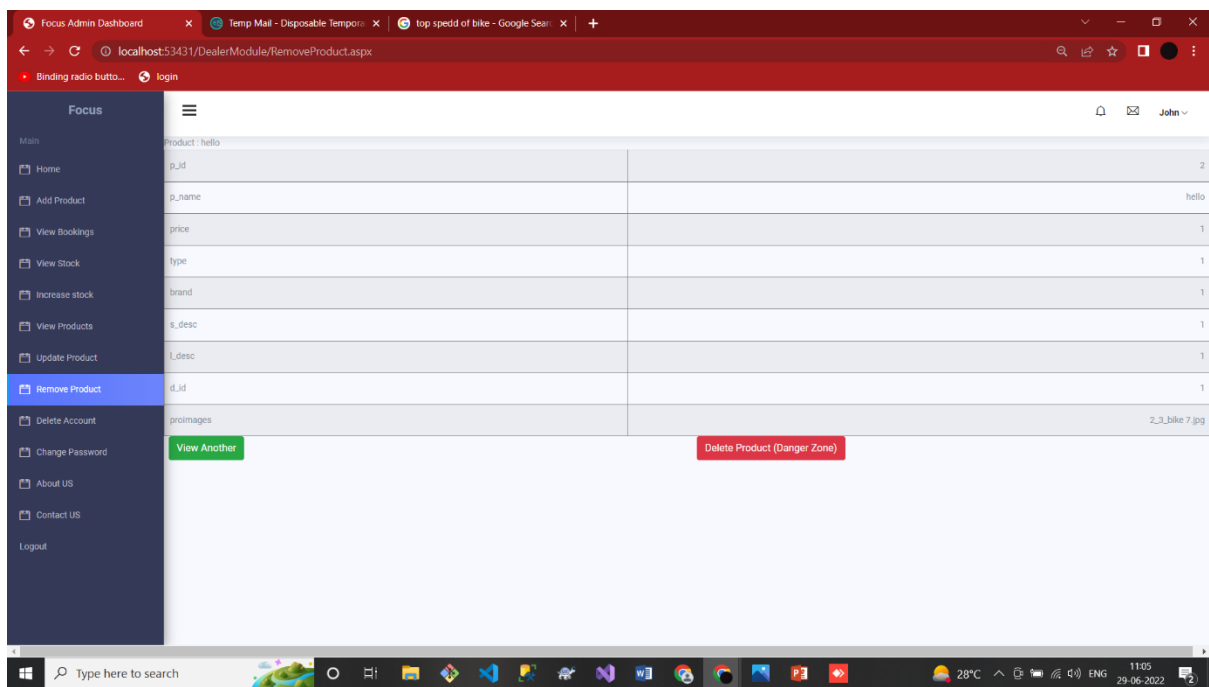 Focus Admin Dashboard
Temp Mail - Disposable Tempora
top spedd of bike - Google Sear
localhost:53431/DealerModule/RemoveProduct.aspx
Binding radio butto...
login
Focus
John
Main
Product : hello
Home
p_id 2
Add Product
p_name hello
View Bookings
price 1
View Stock
type 1
Increase stock
brand 1
View Products
s_desc 1
Update Product
l_desc 1
Remove Product
d_id 1
Delete Account
proimages 2_3_bike 7.jpg
View Another
Delete Product (Danger Zone)
Change Password
About US
Contact US
Logout
Type here to search
28°C
ENG
11:05
29-06-2022
2